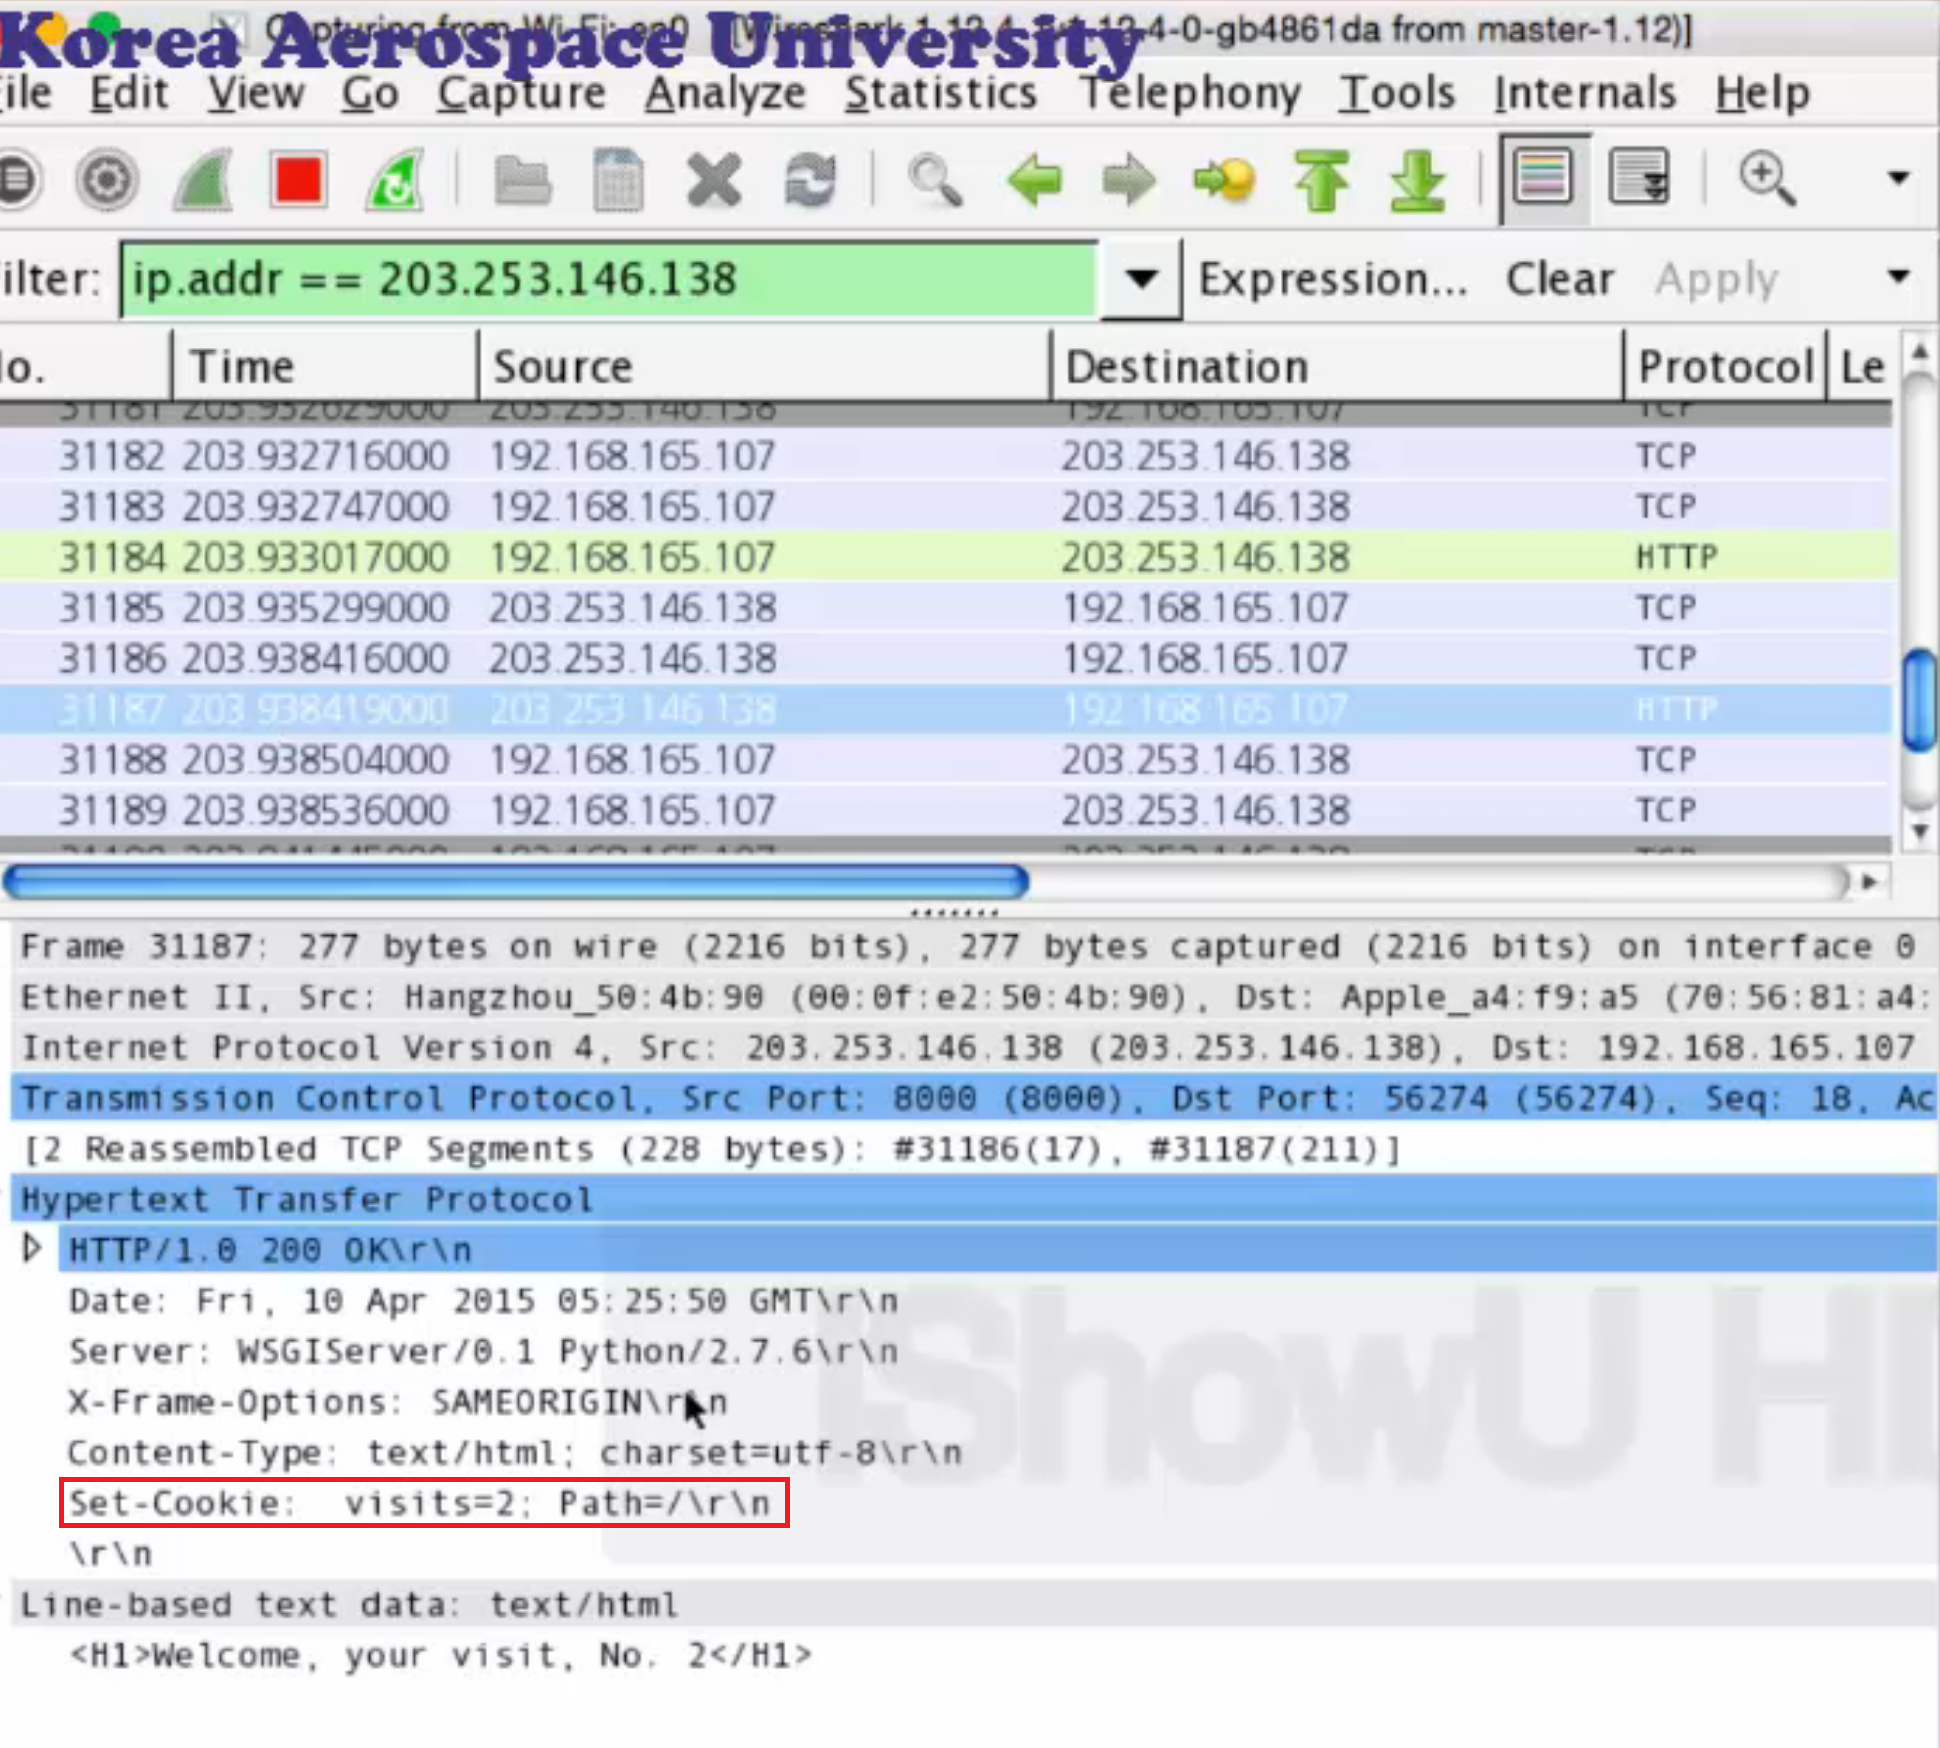 Korea Aerospace University
Capturing from Wi-Fi: en0 [Wireshark 1.12.4 4-0-gb4861da from master-1.12)]
ile Edit View Go Capture Analyze Statistics Telephony Tools Internals Help
ilter: ip.addr == 203.253.146.138 Expression... Clear Apply
o. Time Source Destination Protocol Le
31181 203.932629000 203.253.146.138 192.168.165.107 TCP
31182 203.932716000 192.168.165.107 203.253.146.138 TCP
31183 203.932747000 192.168.165.107 203.253.146.138 TCP
31184 203.933017000 192.168.165.107 203.253.146.138 HTTP
31185 203.935299000 203.253.146.138 192.168.165.107 TCP
31186 203.938416000 203.253.146.138 192.168.165.107 TCP
31187 203.938419000 203.253.146.138 192.168.165.107 HTTP
31188 203.938504000 192.168.165.107 203.253.146.138 TCP
31189 203.938536000 192.168.165.107 203.253.146.138 TCP
Frame 31187: 277 bytes on wire (2216 bits), 277 bytes captured (2216 bits) on interface 0
Ethernet II, Src: Hangzhou_50:4b:90 (00:0f:e2:50:4b:90), Dst: Apple_a4:f9:a5 (70:56:81:a4:
Internet Protocol Version 4, Src: 203.253.146.138 (203.253.146.138), Dst: 192.168.165.107
Transmission Control Protocol, Src Port: 8000 (8000), Dst Port: 56274 (56274), Seq: 18, Ac
[2 Reassembled TCP Segments (228 bytes): #31186(17), #31187(211)]
Hypertext Transfer Protocol
HTTP/1.0 200 OK\r\n
Date: Fri, 10 Apr 2015 05:25:50 GMT\r\n
Server: WSGIServer/0.1 Python/2.7.6\r\n
X-Frame-Options: SAMEORIGIN\r\n
Content-Type: text/html; charset=utf-8\r\n
Set-Cookie:  visits=2; Path=/\r\n
\r\n
Line-based text data: text/html
<H1>Welcome, your visit, No. 2</H1>
iShowU H